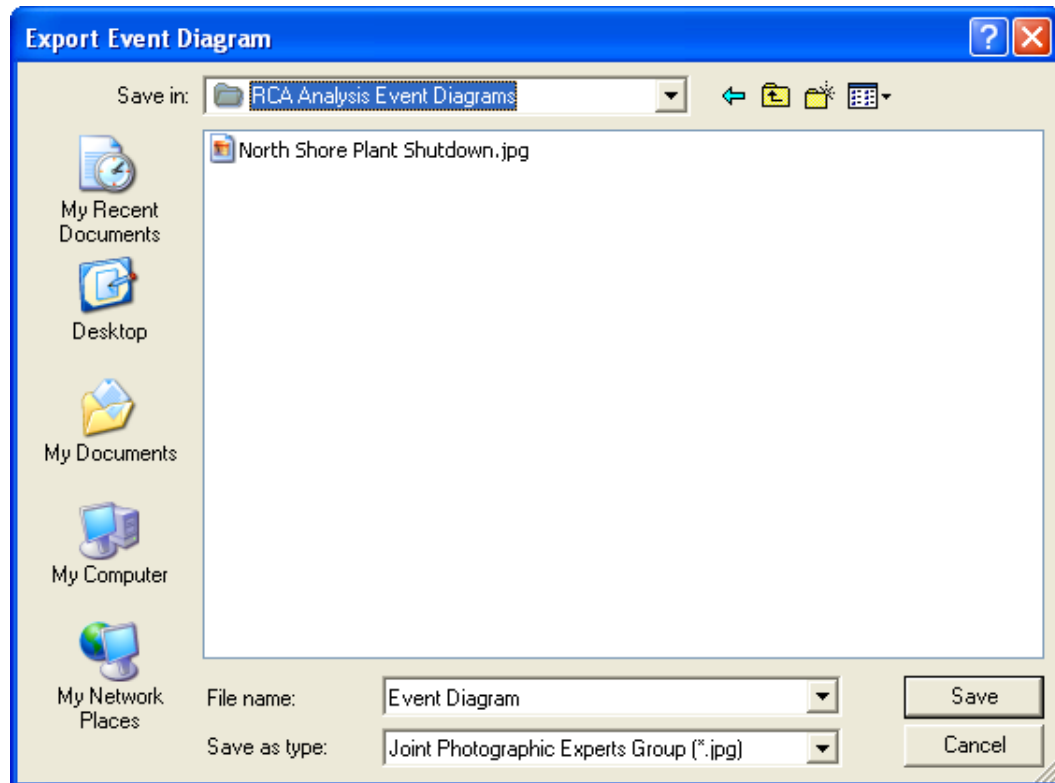 Export Event Diagram
Save in:
RCA Analysis Event Diagrams
North Shore Plant Shutdown.jpg
My Recent
Documents
Desktop
My Documents
My Computer
My Network
Places
File name:
Event Diagram
Save
Save as type:
Joint Photographic Experts Group (*.jpg)
Cancel